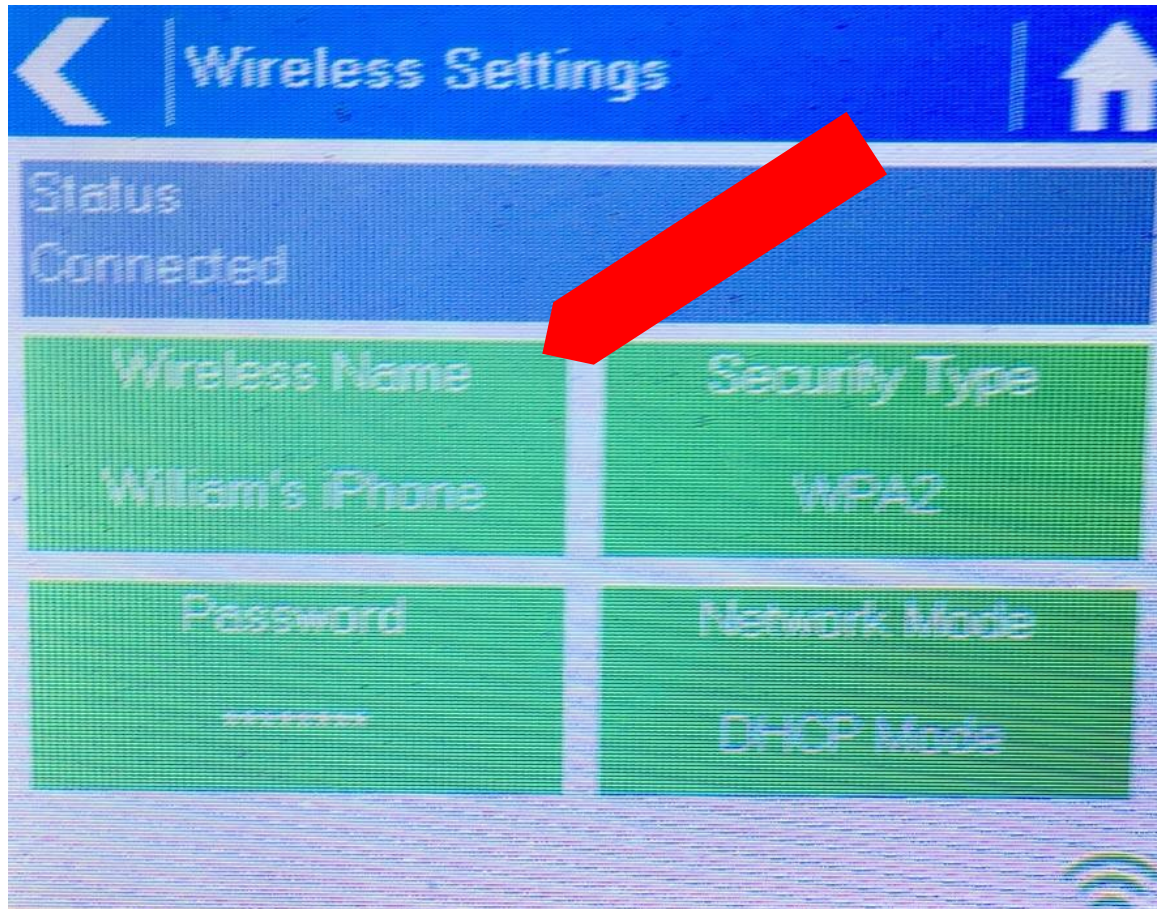 Wireless Settings
Status
Connected
Wireless Name
William's iPhone
Security Type
WPA2
Password
********
Network Mode
DHCP Mode